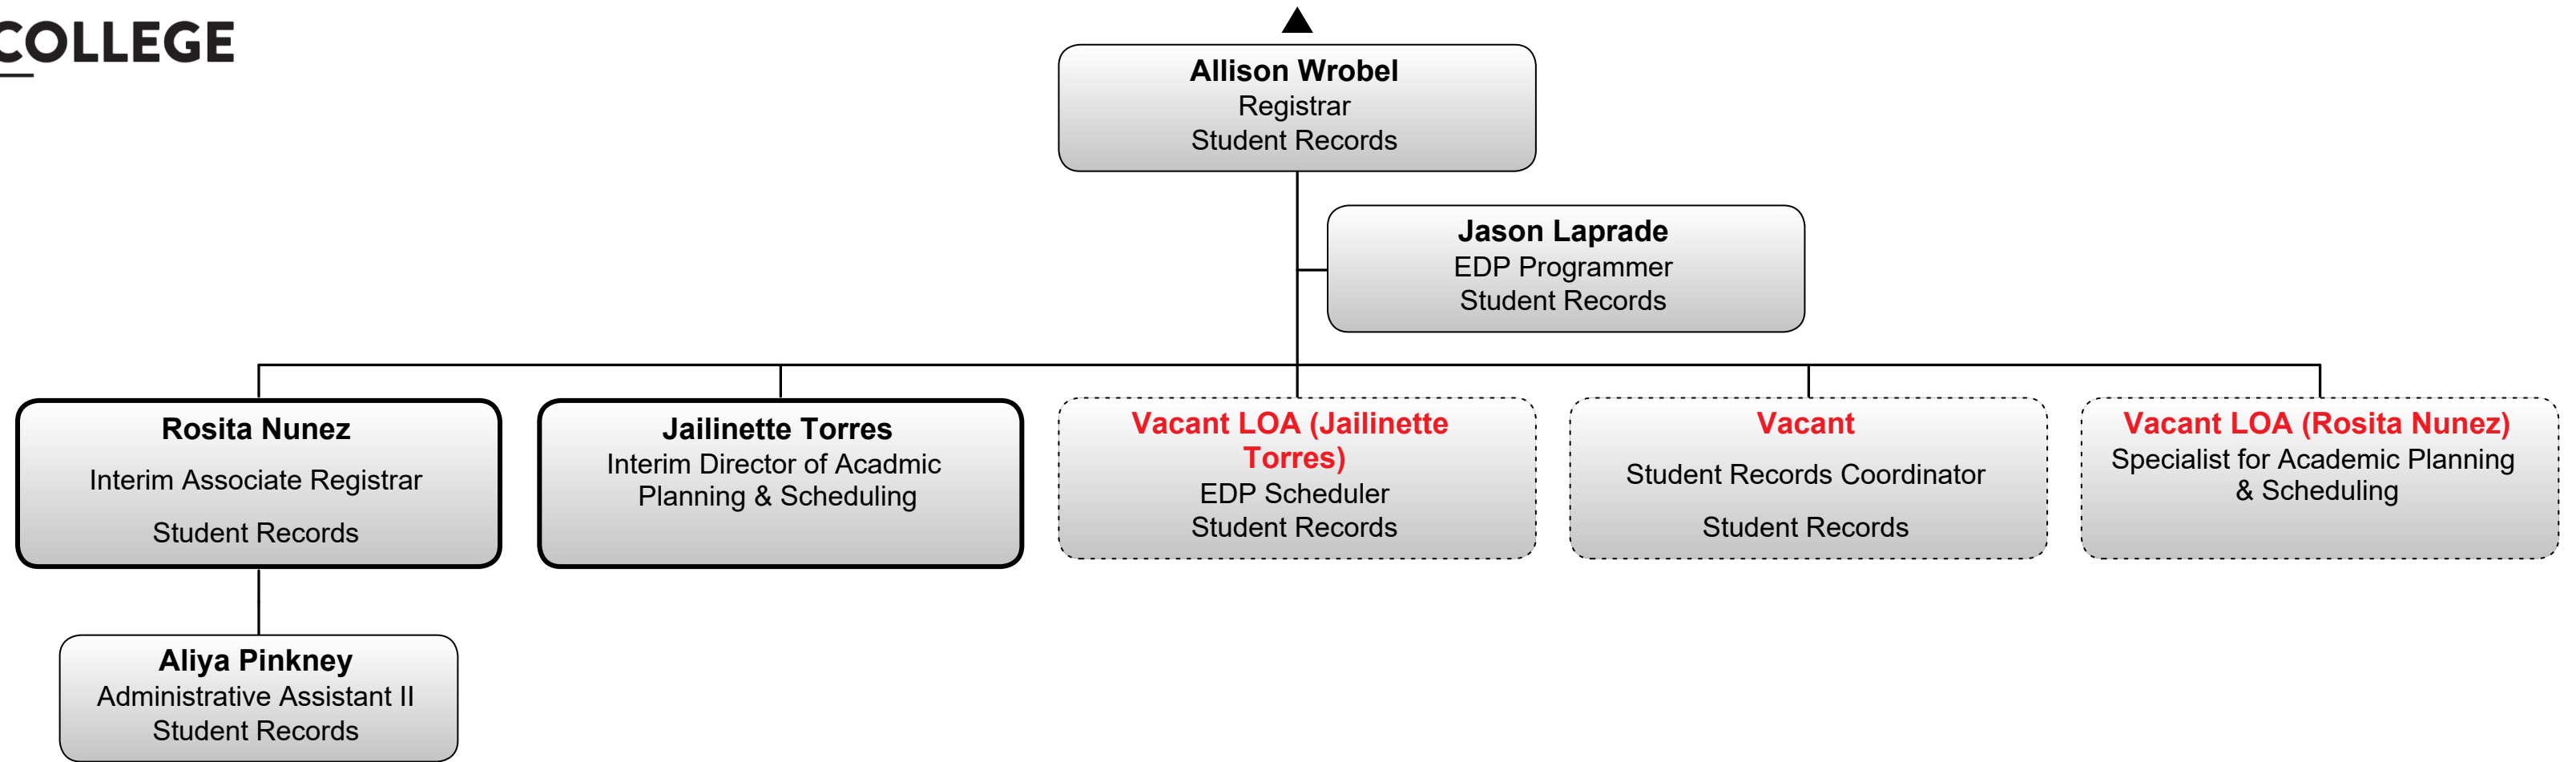 COLLEGE
Allison Wrobel
Registrar
Student Records
Jason Laprade
EDP Programmer
Student Records
Rosita Nunez
Interim Associate Registrar
Student Records
Jailinette Torres
Interim Director of Acadmic
Planning & Scheduling
Vacant LOA (Jailinette
Torres)
EDP Scheduler
Student Records
Vacant
Student Records Coordinator
Student Records
Vacant LOA (Rosita Nunez)
Specialist for Academic Planning
& Scheduling
Aliya Pinkney
Administrative Assistant II
Student Records